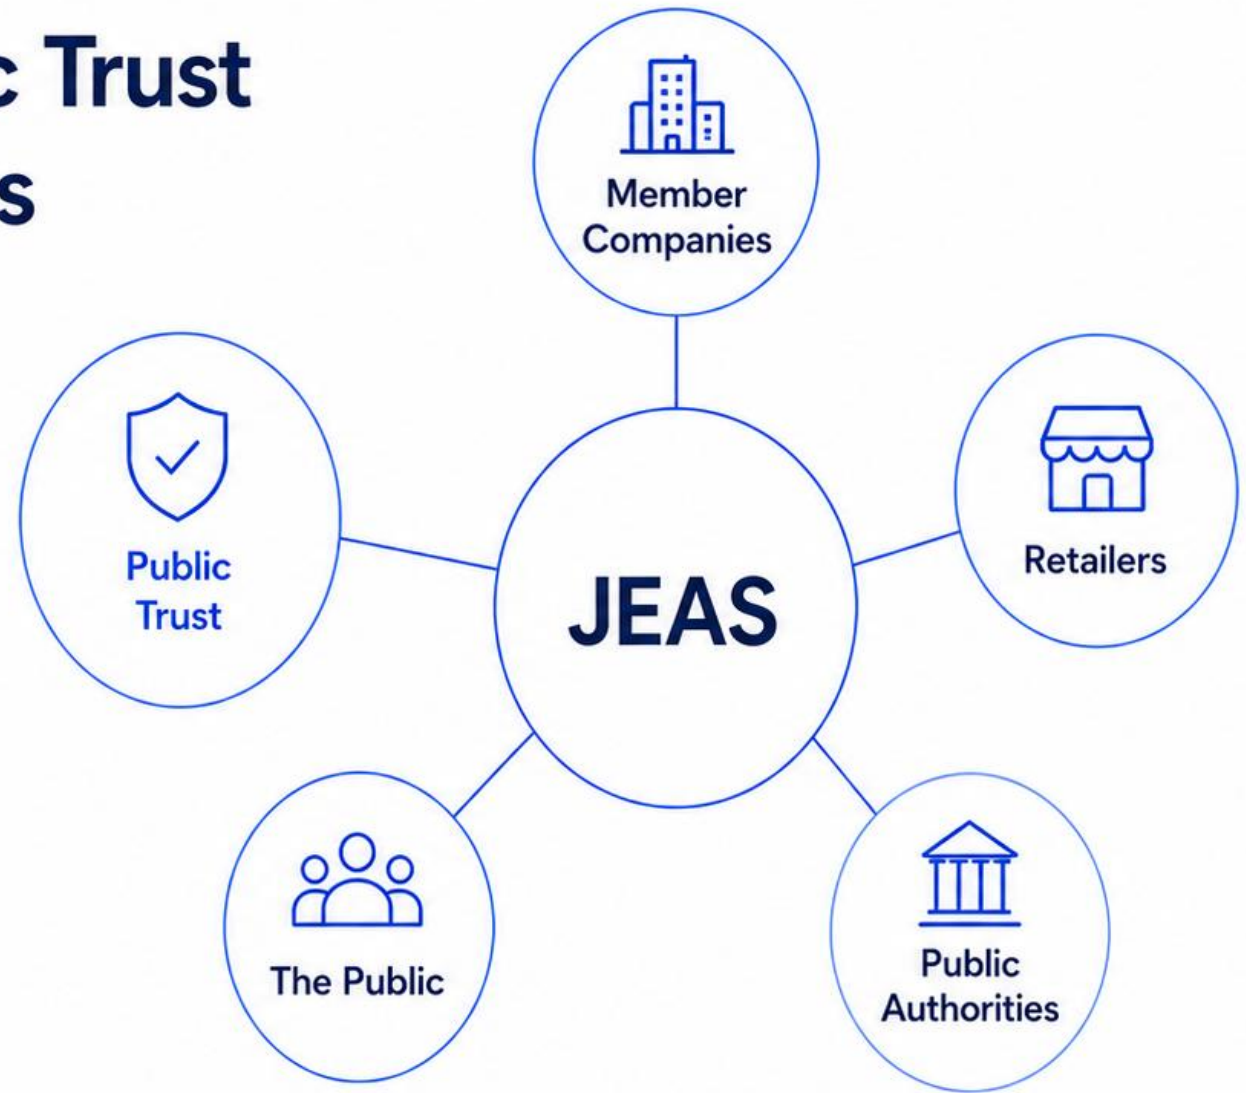 c Trust
s
Member
Companies
Public
Trust
JEAS
Retailers
The Public
Public
Authorities